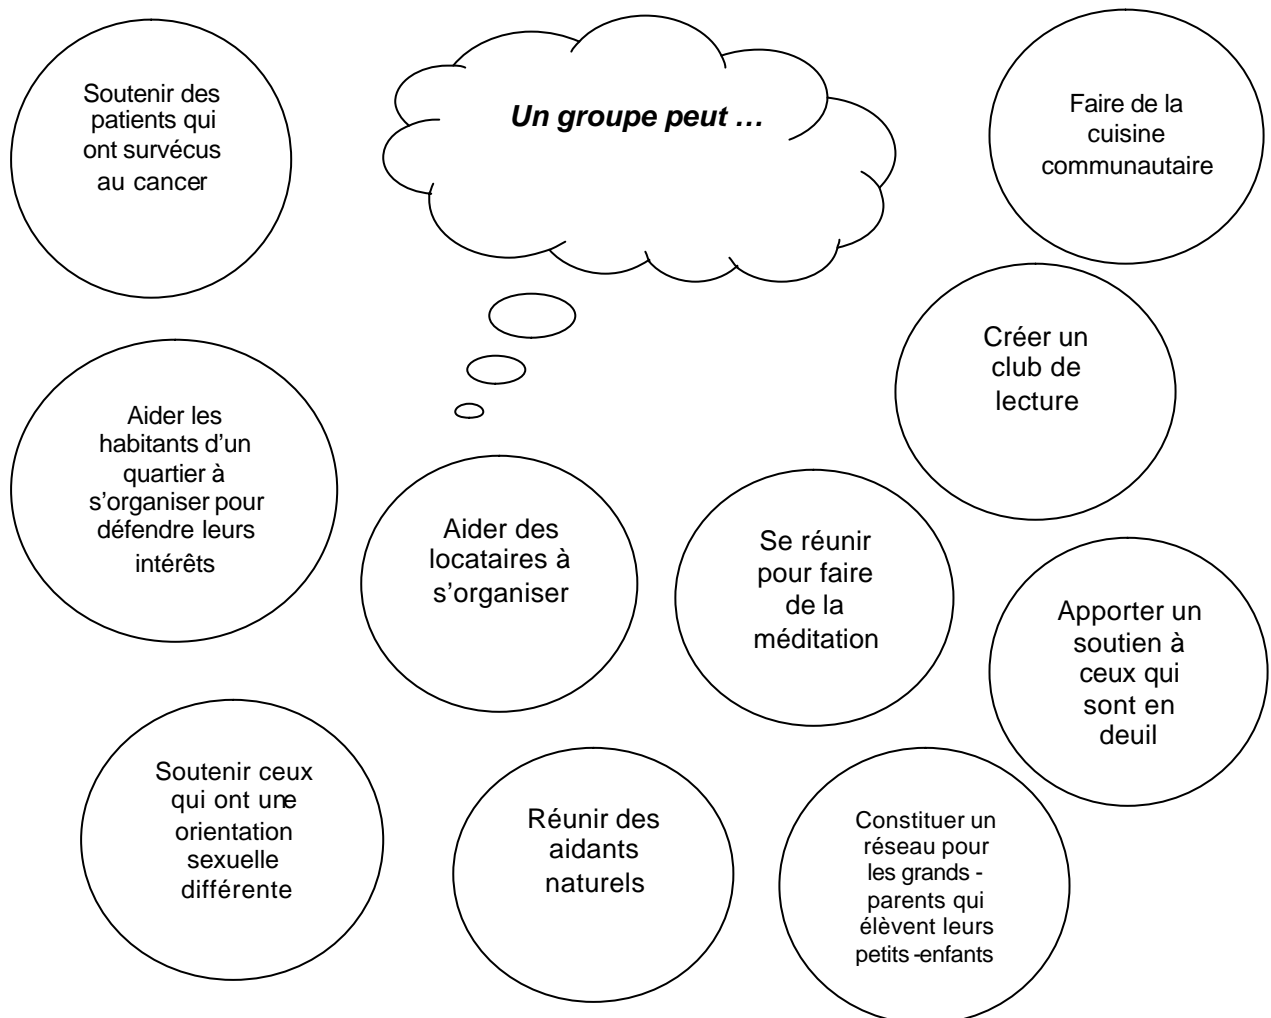 Un groupe peut …
Soutenir des
patients qui
ont survécus
au cancer
Faire de la
cuisine
communautaire
Créer un
club de
lecture
Aider les
habitants d’un
quartier à
s’organiser pour
défendre leurs
intérêts
Aider des
locataires à
s’organiser
Se réunir
pour faire
de la
méditation
Apporter un
soutien à
ceux qui
sont en
deuil
Soutenir ceux
qui ont une
orientation
sexuelle
différente
Réunir des
aidants
naturels
Constituer un
réseau pour
les grands -
parents qui
élèvent leurs
petits -enfants